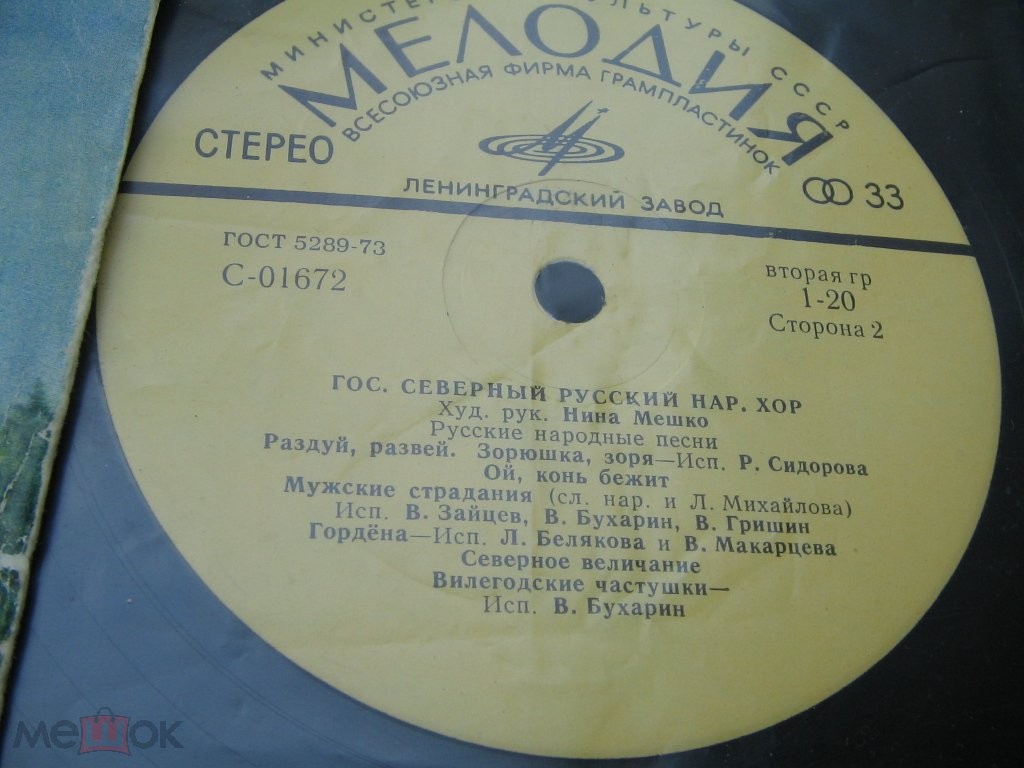 МИНИСТЕРСТВО КУЛЬТУРЫ СССР
МЕЛОДИЯ
ВСЕСОЮЗНАЯ ФИРМА ГРАМПЛАСТИНОК
СТЕРЕО
33
ЛЕНИНГРАДСКИЙ ЗАВОД
ГОСТ 5289-73
С-01672
вторая гр
1-20
Сторона 2
ГОС. СЕВЕРНЫЙ РУССКИЙ НАР. ХОР
Худ. рук. Нина Мешко
Русские народные песни
Раздуй, развей. Зорюшка, зоря—Исп. Р. Сидорова
Ой, конь бежит
Мужские страдания (сл. нар. и Л. Михайлова)
Исп. В. Зайцев, В. Бухарин, В. Гришин
Гордёна—Исп. Л. Белякова и В. Макарцева
Северное величание
Вилегодские частушки—
Исп. В. Бухарин
мешок